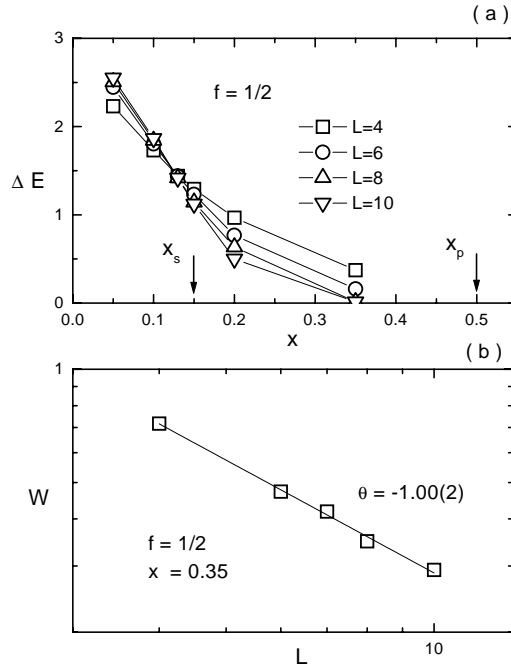 ( a )
3
2
1
0
Δ E
f = 1/2
L=4
L=6
L=8
L=10
x_s
x_p
0.0 0.1 0.2 0.3 0.4 0.5
x
( b )
1
W
θ = -1.00(2)
f = 1/2
x = 0.35
10
L